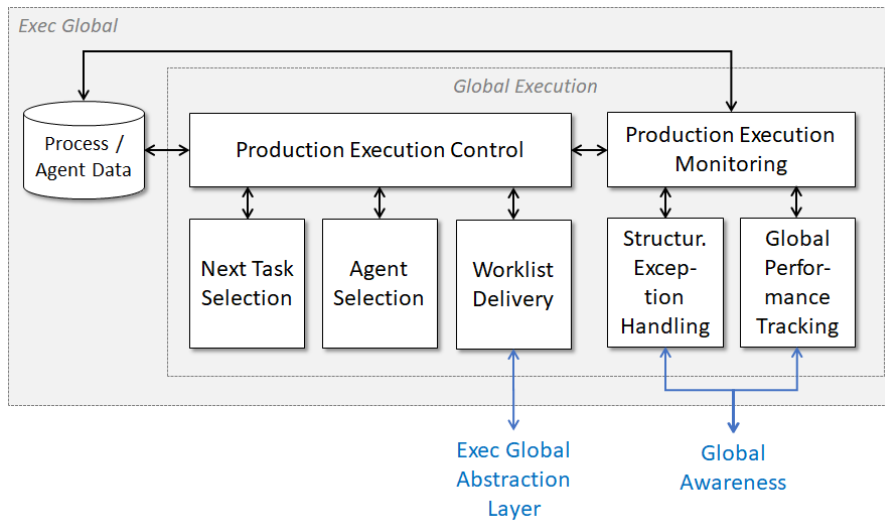 Exec Global
Global Execution
Process /
Agent Data
Production Execution Control
Production Execution
Monitoring
Next Task
Selection
Agent
Selection
Worklist
Delivery
Structur.
Excep-
tion
Handling
Global
Perfor-
mance
Tracking
Exec Global
Abstraction
Layer
Global
Awareness